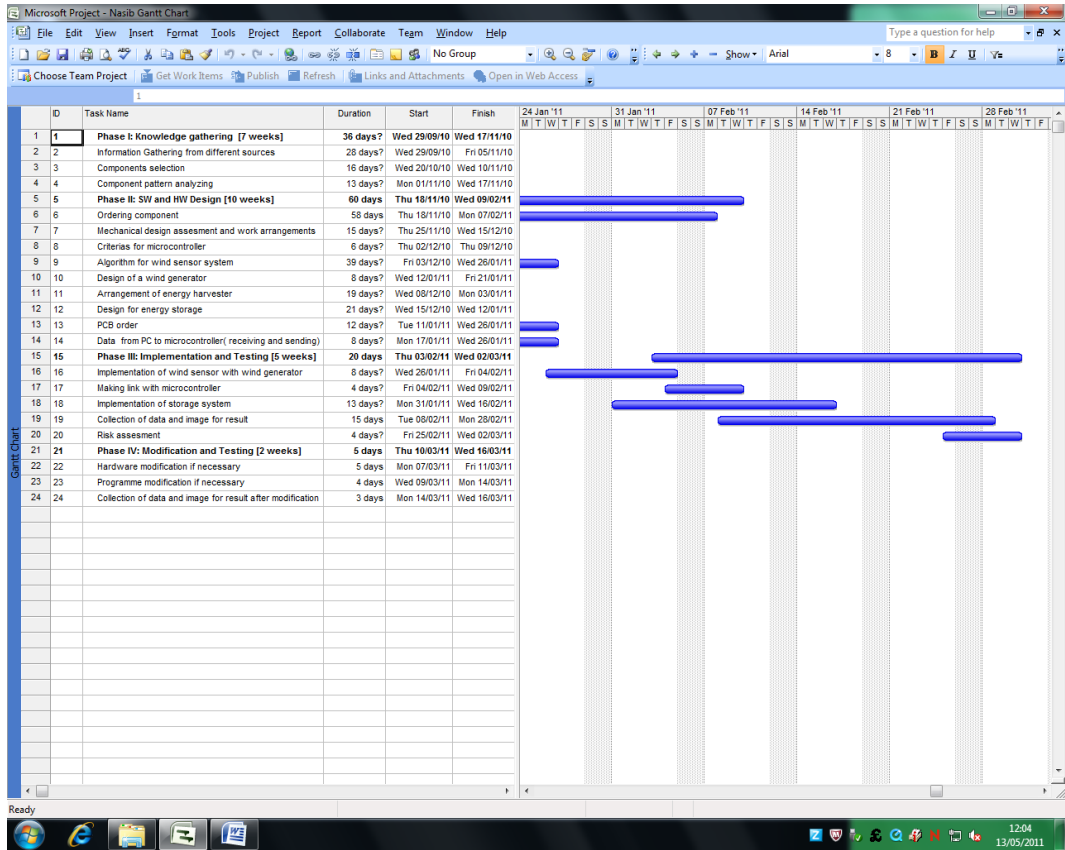 Microsoft Project - Nasib Gantt Chart
File Edit View Insert Format Tools Project Report Collaborate Team Window Help Type a question for help
No Group Show Arial 8 B I U
Choose Team Project Get Work Items Publish Refresh Links and Attachments Open in Web Access
1
ID Task Name Duration Start Finish 24 Jan '11 31 Jan '11 07 Feb '11 14 Feb '11 21 Feb '11 28 Feb '11
M T W T F S S M T W T F S S M T W T F S S M T W T F S S M T W T F S S M T W T F
1 1 Phase I: Knowledge gathering [7 weeks] 36 days? Wed 29/09/10 Wed 17/11/10
2 2 Information Gathering from different sources 28 days? Wed 29/09/10 Fri 05/11/10
3 3 Components selection 16 days? Wed 20/10/10 Wed 10/11/10
4 4 Component pattern analyzing 13 days? Mon 01/11/10 Wed 17/11/10
5 5 Phase II: SW and HW Design [10 weeks] 60 days Thu 18/11/10 Wed 09/02/11
6 6 Ordering component 58 days Thu 18/11/10 Mon 07/02/11
7 7 Mechanical design assesment and work arrangements 15 days? Thu 25/11/10 Wed 15/12/10
8 8 Criterias for microcontroller 6 days? Thu 02/12/10 Thu 09/12/10
9 9 Algorithm for wind sensor system 39 days? Fri 03/12/10 Wed 26/01/11
10 10 Design of a wind generator 8 days? Wed 12/01/11 Fri 21/01/11
11 11 Arrangement of energy harvester 19 days? Wed 08/12/10 Mon 03/01/11
12 12 Design for energy storage 21 days? Wed 15/12/10 Wed 12/01/11
13 13 PCB order 12 days? Tue 11/01/11 Wed 26/01/11
14 14 Data from PC to microcontroller( receiving and sending) 8 days? Mon 17/01/11 Wed 26/01/11
15 15 Phase III: Implementation and Testing [5 weeks] 20 days Thu 03/02/11 Wed 02/03/11
16 16 Implementation of wind sensor with wind generator 8 days? Wed 26/01/11 Fri 04/02/11
17 17 Making link with microcontroller 4 days? Fri 04/02/11 Wed 09/02/11
18 18 Implementation of storage system 13 days? Mon 31/01/11 Wed 16/02/11
19 19 Collection of data and image for result 15 days Tue 08/02/11 Mon 28/02/11
20 20 Risk assesment 4 days? Fri 25/02/11 Wed 02/03/11
21 21 Phase IV: Modification and Testing [2 weeks] 5 days Thu 10/03/11 Wed 16/03/11
22 22 Hardware modification if necessary 5 days Mon 07/03/11 Fri 11/03/11
23 23 Programme modification if necessary 4 days Wed 09/03/11 Mon 14/03/11
24 24 Collection of data and image for result after modification 3 days Mon 14/03/11 Wed 16/03/11
Gantt Chart
Ready
12:04
13/05/2011